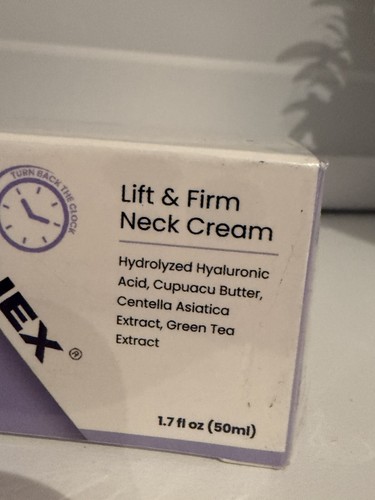 TURN BACK THE CLOCK
Lift & Firm
Neck Cream
Hydrolyzed Hyaluronic
Acid, Cupuacu Butter,
Centella Asiatica
Extract, Green Tea
Extract
IEX®
1.7 fl oz (50ml)